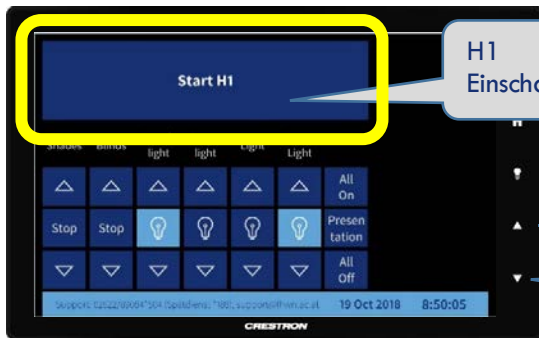 Start H1
H1
Shades Blinds light light Light Light
All
On
Stop Stop Presen
tation
All
Off
19 Oct 2018 8:50:05
CRESTRON